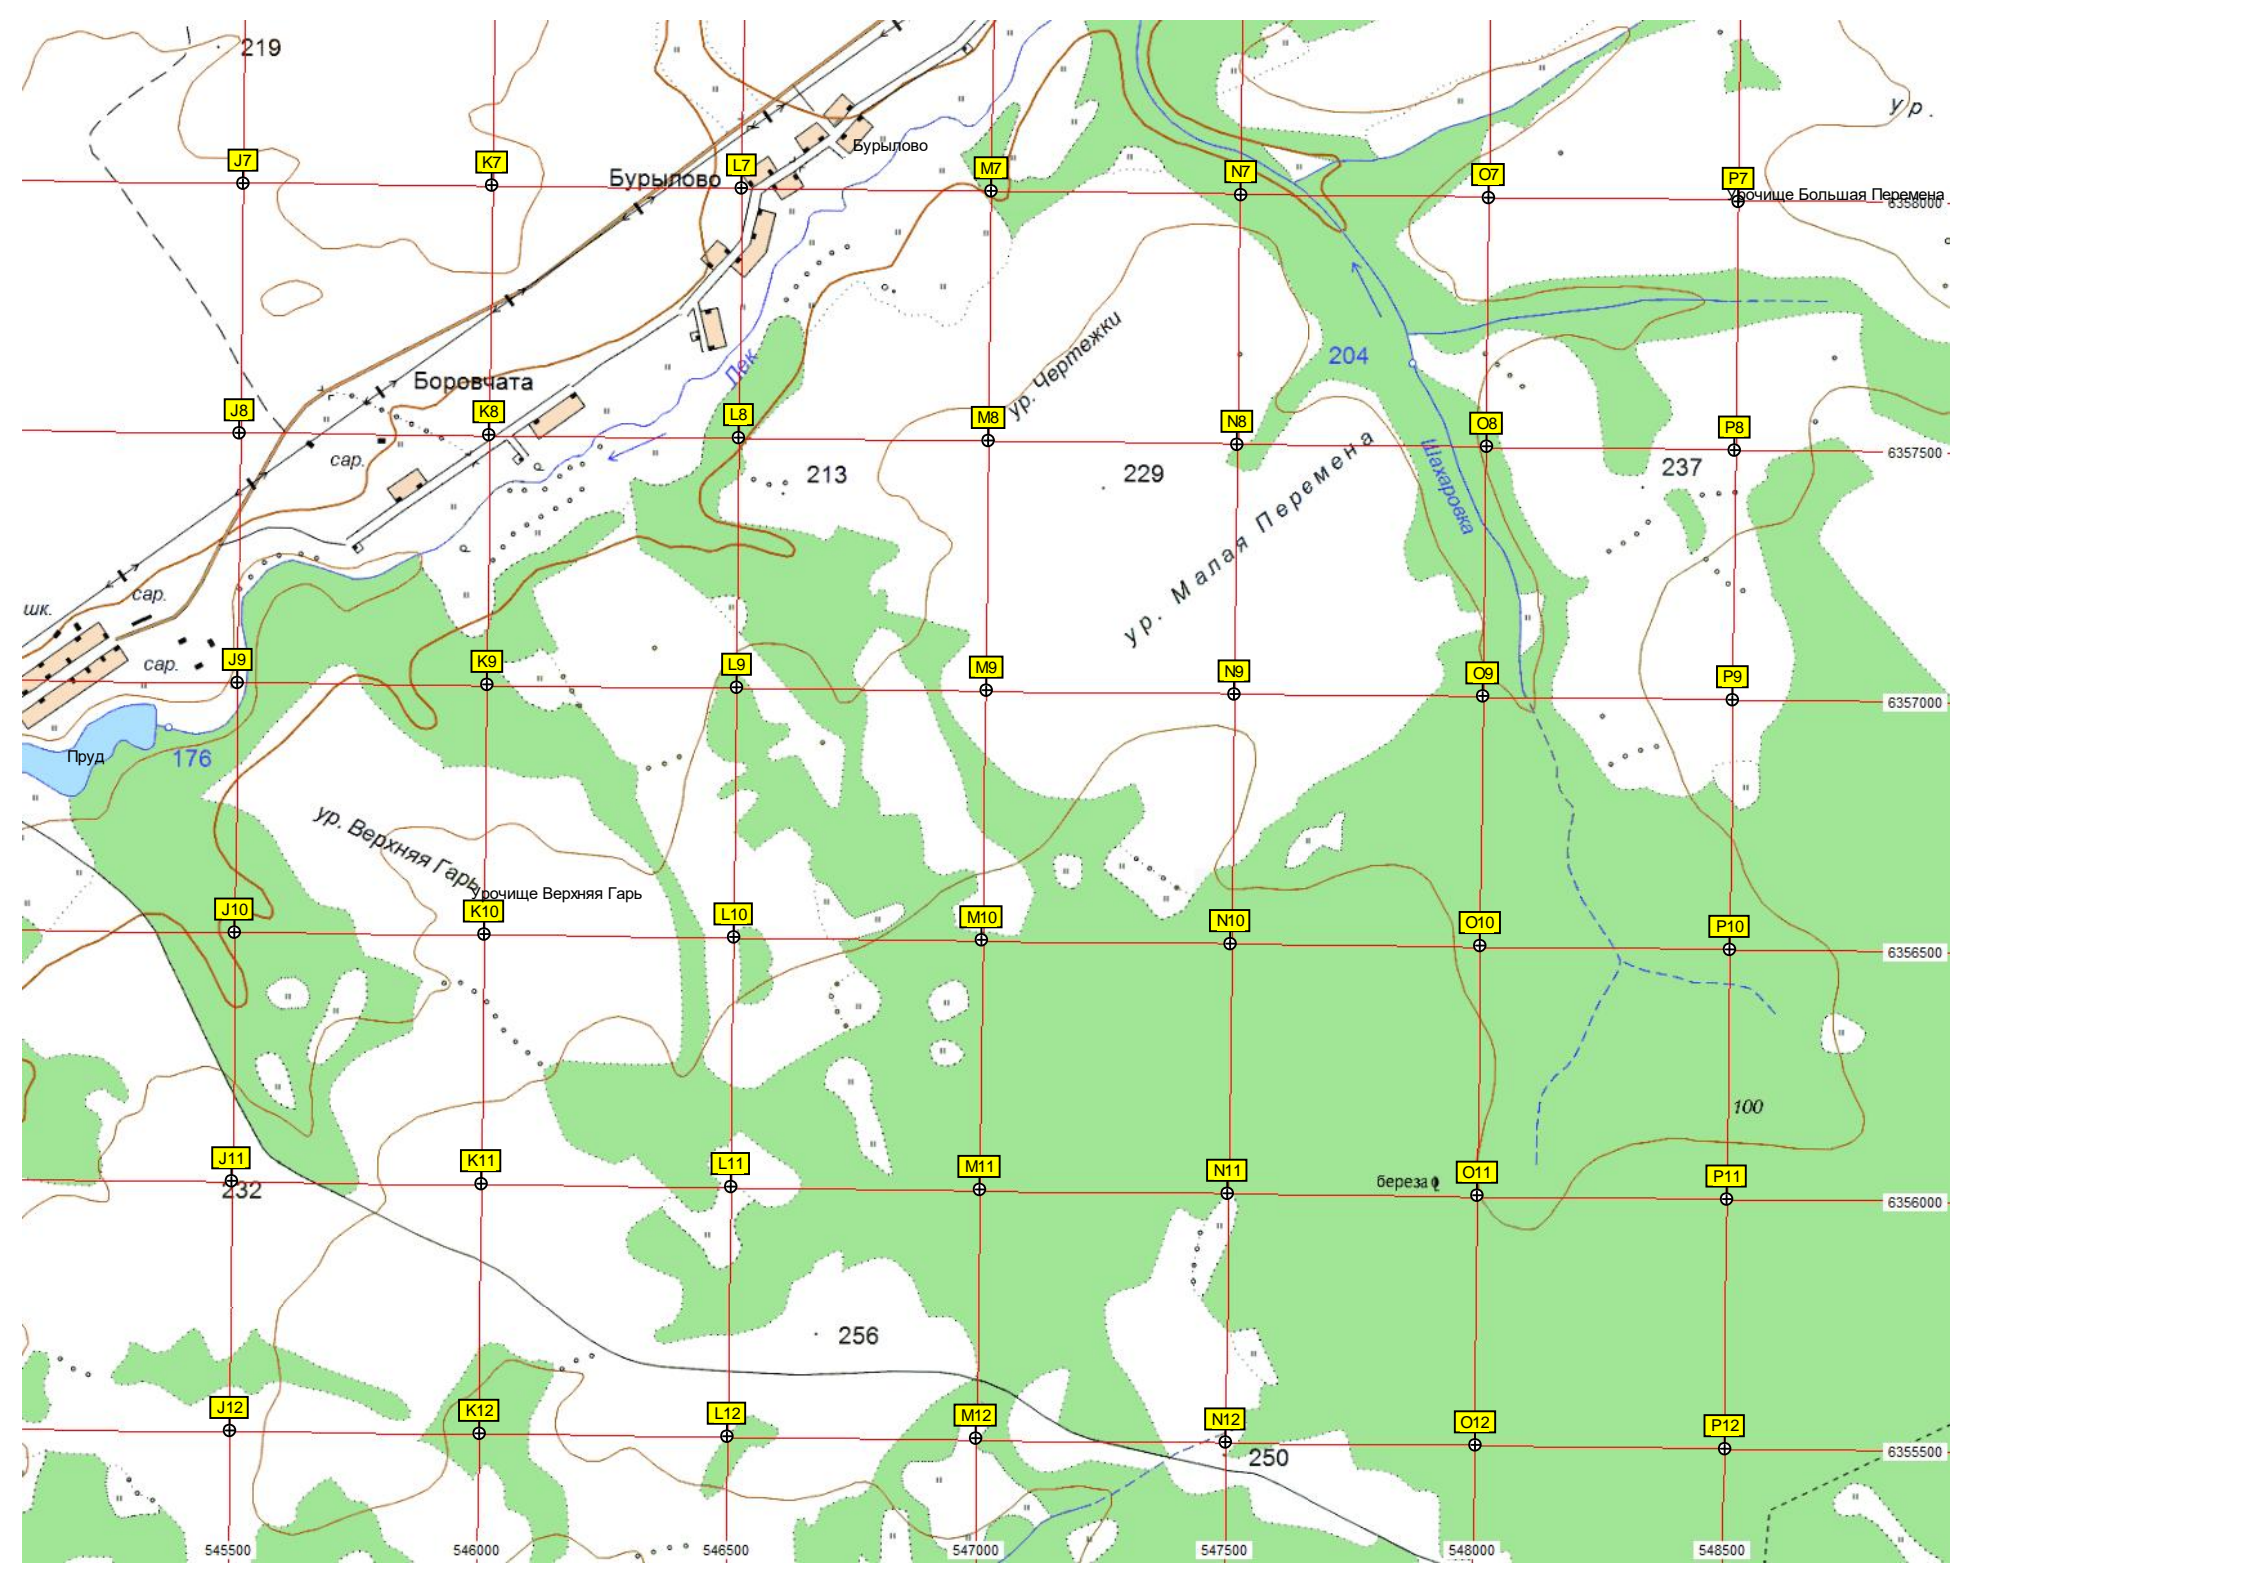 219
ур.
Бурылово
J7
K7
L7
M7
N7
O7
P7
Бурылово
Урочище Большая Перемена
6358000
ур. Чертежки
204
Лек
Боровчата
J8
K8
L8
M8
N8
O8
P8
6357500
сар.
213
229
237
Шахаровка
ур. Малая Перемена
шк.
сар.
сар.
J9
K9
L9
M9
N9
O9
P9
6357000
Пруд
176
ур. Верхняя Гарь
Урочище Верхняя Гарь
J10
K10
L10
M10
N10
O10
P10
6356500
100
J11
K11
L11
M11
N11
береза
O11
P11
232
6356000
256
J12
K12
L12
M12
N12
O12
P12
250
6355500
545500
546000
546500
547000
547500
548000
548500